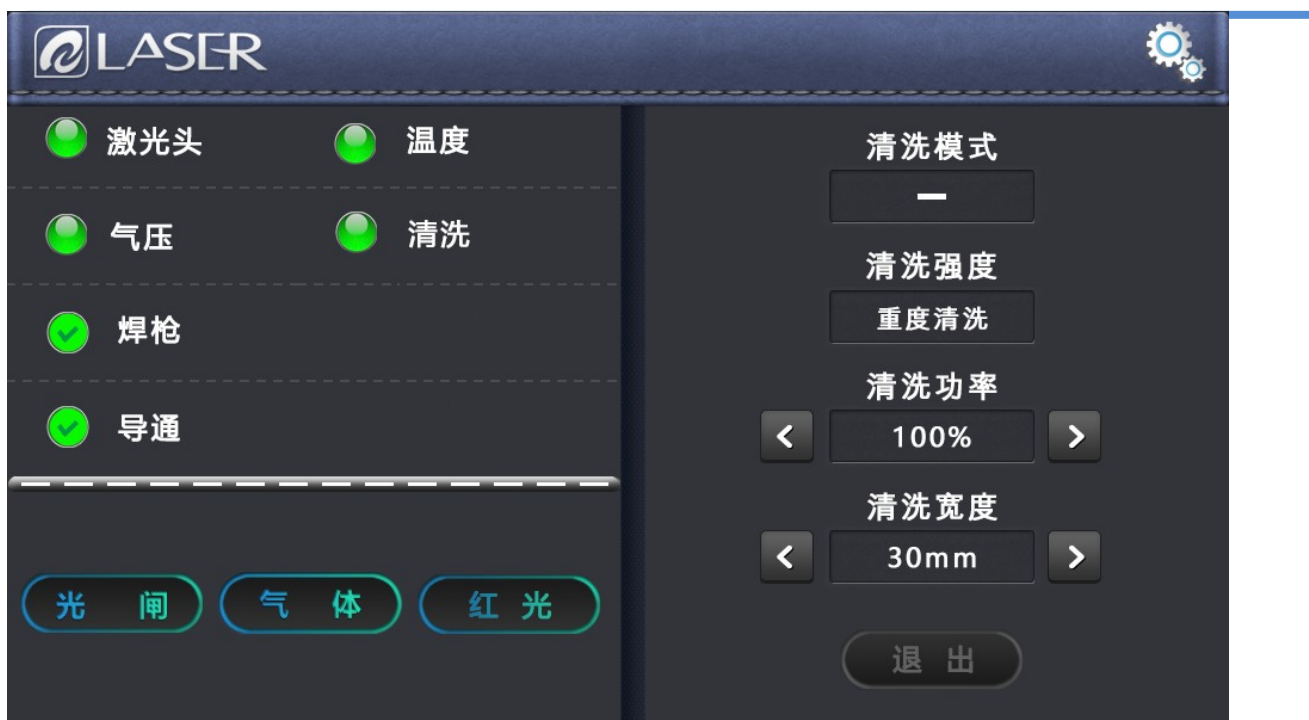 LASER
激光头
温度
气压
清洗
焊枪
导通
光闸
气体
红光
清洗模式
清洗强度
重度清洗
清洗功率
< 100% >
清洗宽度
< 30mm >
退出